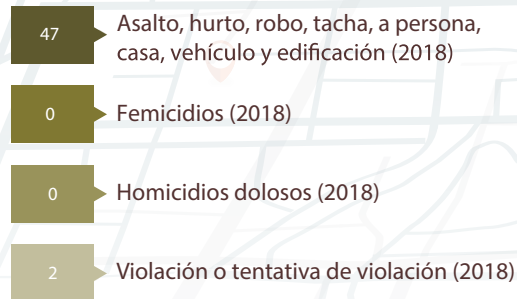 47
Asalto, hurto, robo, tacha, a persona,
casa, vehículo y edificación (2018)
0
Femicidios (2018)
0
Homicidios dolosos (2018)
2
Violación o tentativa de violación (2018)